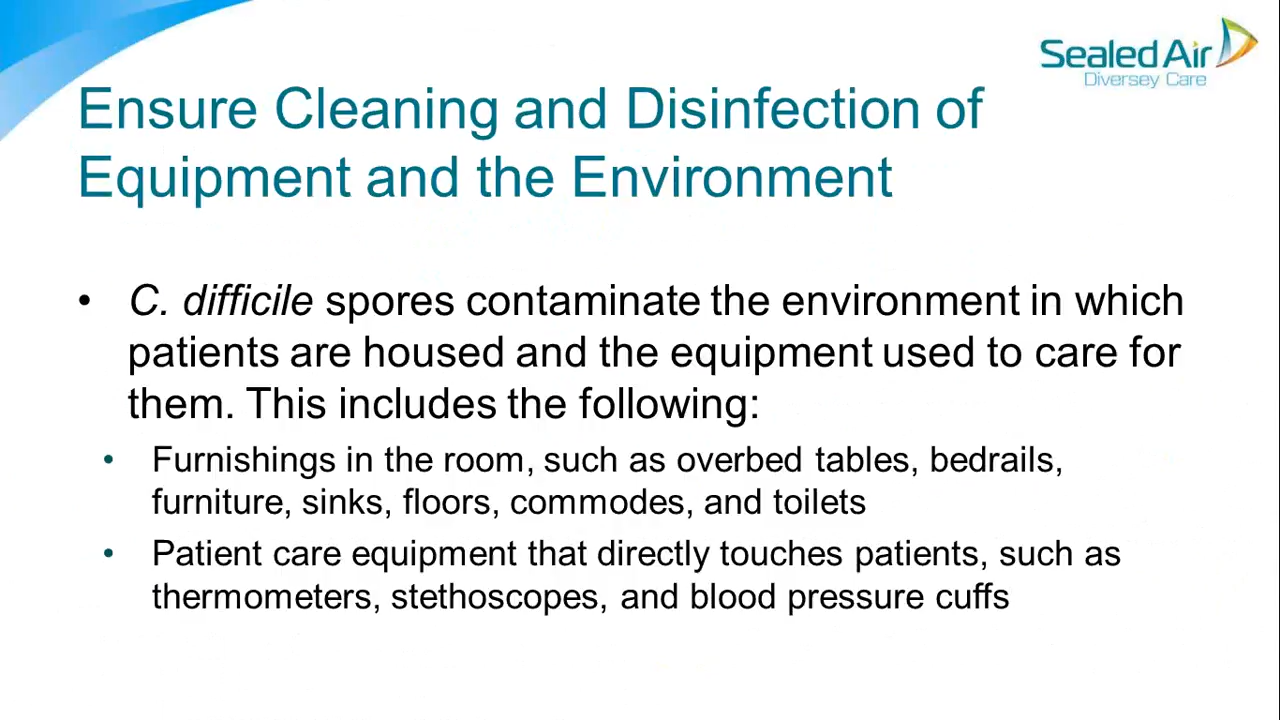 Sealed Air
Diversey Care
Ensure Cleaning and Disinfection of
Equipment and the Environment
• C. difficile spores contaminate the environment in which
patients are housed and the equipment used to care for
them. This includes the following:
• Furnishings in the room, such as overbed tables, bedrails,
furniture, sinks, floors, commodes, and toilets
• Patient care equipment that directly touches patients, such as
thermometers, stethoscopes, and blood pressure cuffs